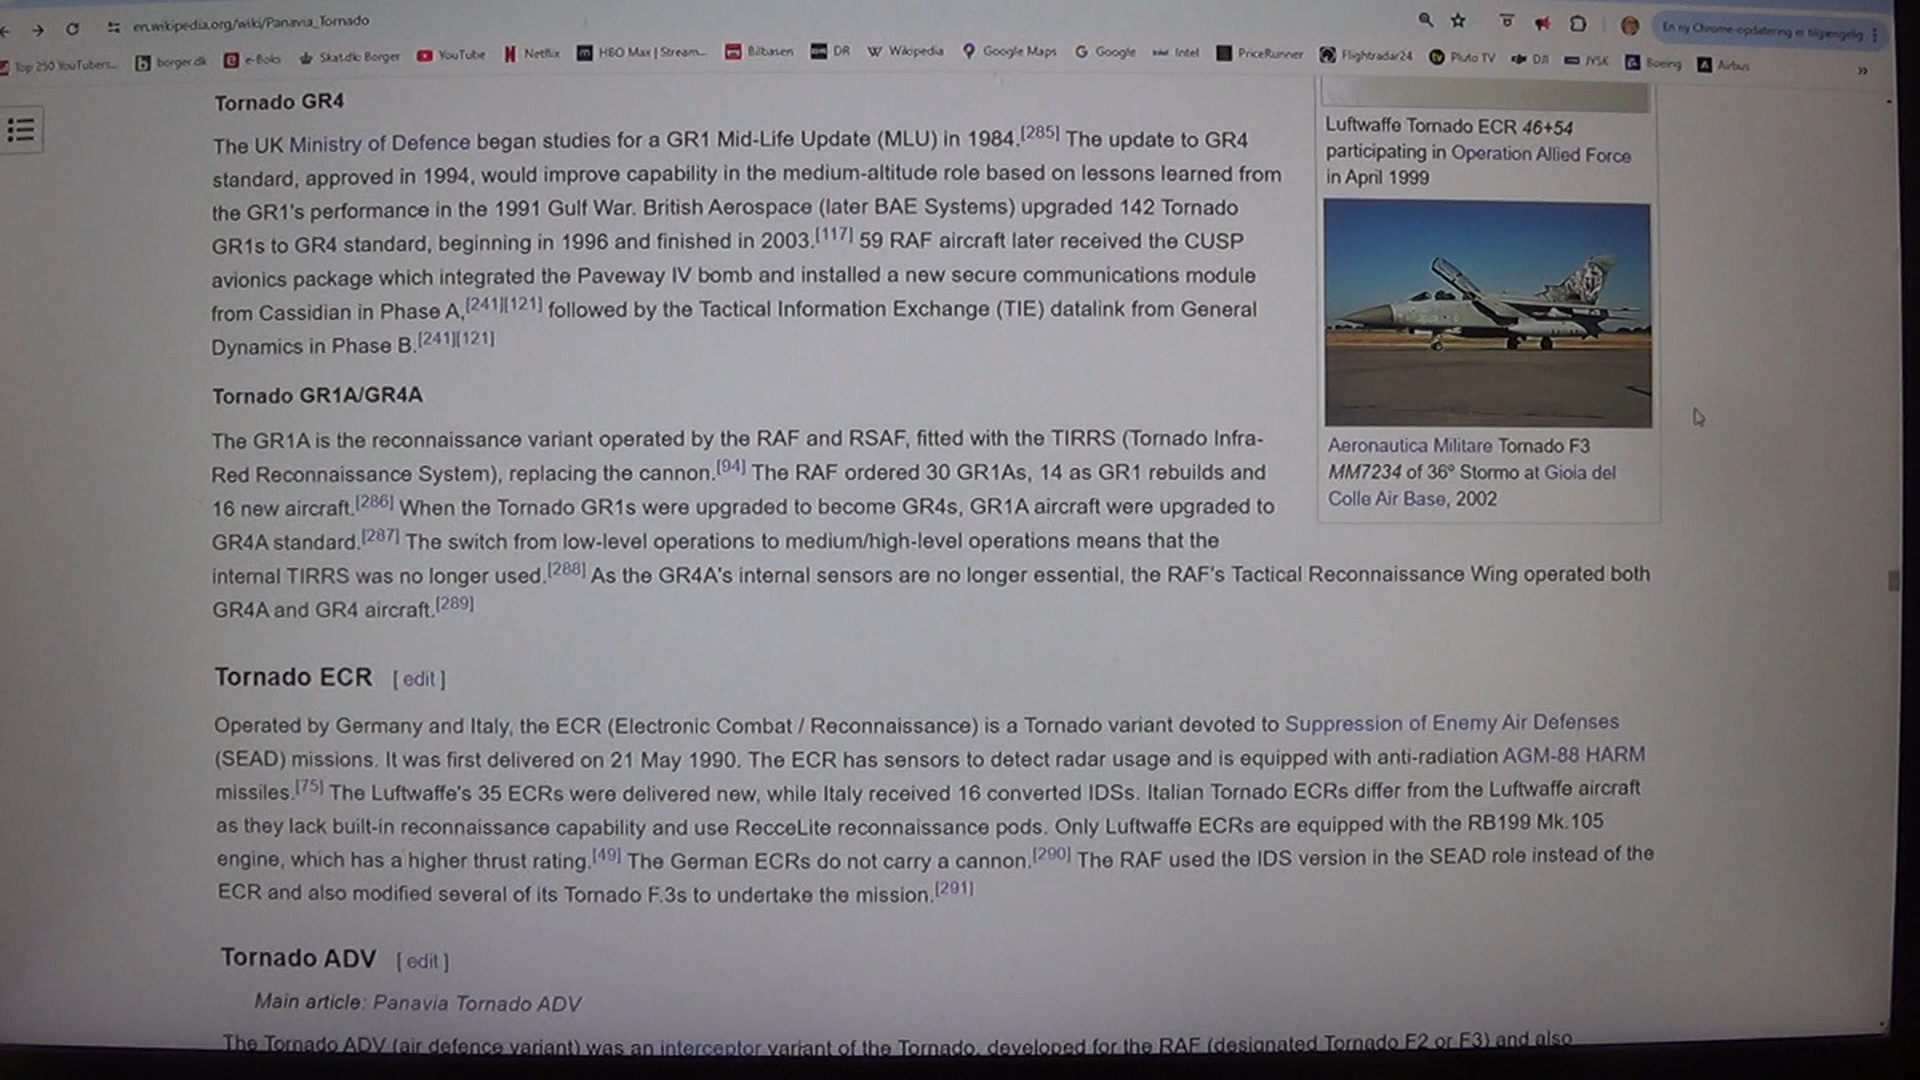 en.wikipedia.org/wiki/Panavia_Tornado
En ny Chrome-opdatering er tilgængelig
Top 250 YouTubers...
borger.dk
e-Boks
Skat.dk: Borger
YouTube
Netflix
HBO Max | Stream...
Bilbasen
DR
Wikipedia
Google Maps
Google
Intel
PriceRunner
Flightradar24
Pluto TV
DJI
JYSK
Boeing
Airbus
Tornado GR4
The UK Ministry of Defence began studies for a GR1 Mid-Life Update (MLU) in 1984.[285] The update to GR4
standard, approved in 1994, would improve capability in the medium-altitude role based on lessons learned from
the GR1's performance in the 1991 Gulf War. British Aerospace (later BAE Systems) upgraded 142 Tornado
GR1s to GR4 standard, beginning in 1996 and finished in 2003.[117] 59 RAF aircraft later received the CUSP
avionics package which integrated the Paveway IV bomb and installed a new secure communications module
from Cassidian in Phase A,[241][121] followed by the Tactical Information Exchange (TIE) datalink from General
Dynamics in Phase B.[241][121]
Luftwaffe Tornado ECR 46+54
participating in Operation Allied Force
in April 1999
Tornado GR1A/GR4A
The GR1A is the reconnaissance variant operated by the RAF and RSAF, fitted with the TIRRS (Tornado Infra-
Red Reconnaissance System), replacing the cannon.[94] The RAF ordered 30 GR1As, 14 as GR1 rebuilds and
16 new aircraft.[286] When the Tornado GR1s were upgraded to become GR4s, GR1A aircraft were upgraded to
GR4A standard.[287] The switch from low-level operations to medium/high-level operations means that the
internal TIRRS was no longer used.[288] As the GR4A's internal sensors are no longer essential, the RAF's Tactical Reconnaissance Wing operated both
GR4A and GR4 aircraft.[289]
Aeronautica Militare Tornado F3
MM7234 of 36º Stormo at Gioia del
Colle Air Base, 2002
Tornado ECR [ edit ]
Operated by Germany and Italy, the ECR (Electronic Combat / Reconnaissance) is a Tornado variant devoted to Suppression of Enemy Air Defenses
(SEAD) missions. It was first delivered on 21 May 1990. The ECR has sensors to detect radar usage and is equipped with anti-radiation AGM-88 HARM
missiles.[75] The Luftwaffe's 35 ECRs were delivered new, while Italy received 16 converted IDSs. Italian Tornado ECRs differ from the Luftwaffe aircraft
as they lack built-in reconnaissance capability and use RecceLite reconnaissance pods. Only Luftwaffe ECRs are equipped with the RB199 Mk.105
engine, which has a higher thrust rating.[49] The German ECRs do not carry a cannon.[290] The RAF used the IDS version in the SEAD role instead of the
ECR and also modified several of its Tornado F.3s to undertake the mission.[291]
Tornado ADV [ edit ]
Main article: Panavia Tornado ADV
The Tornado ADV (air defence variant) was an interceptor variant of the Tornado, developed for the RAF (designated Tornado F2 or F3) and also